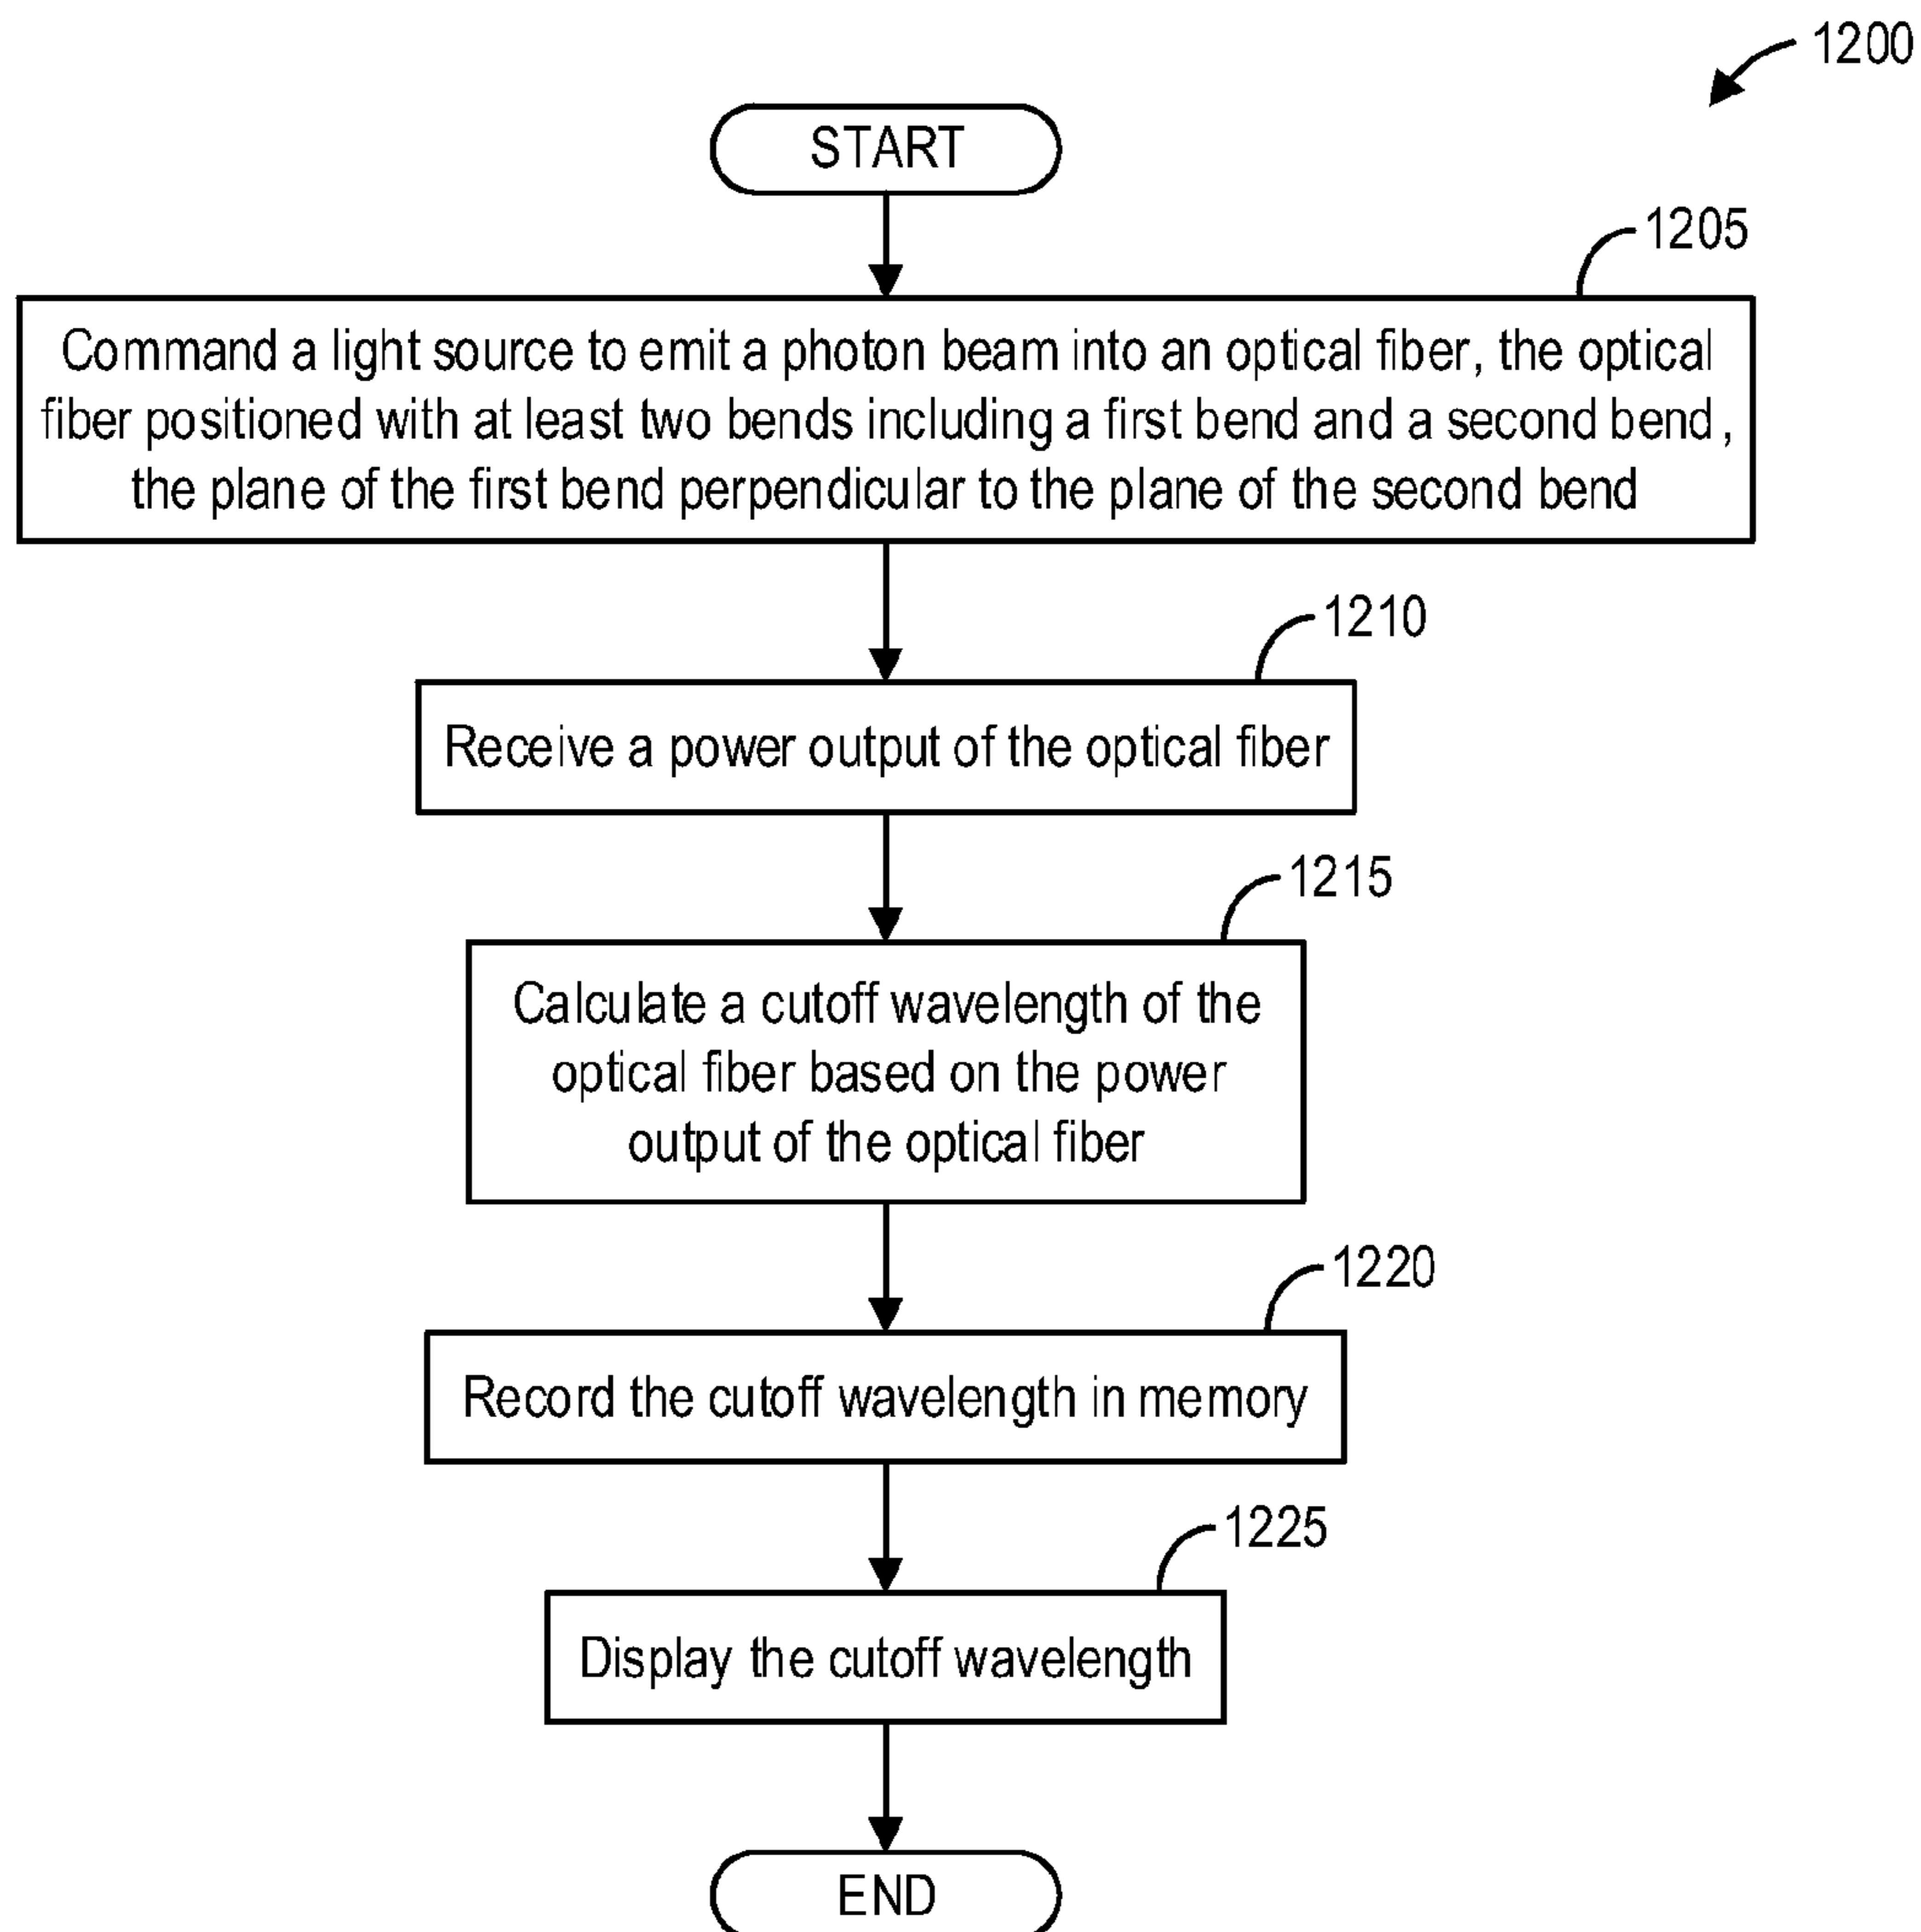 1200
START
1205
Command a light source to emit a photon beam into an optical fiber, the optical
fiber positioned with at least two bends including a first bend and a second bend,
the plane of the first bend perpendicular to the plane of the second bend
1210
Receive a power output of the optical fiber
1215
Calculate a cutoff wavelength of the
optical fiber based on the power
output of the optical fiber
1220
Record the cutoff wavelength in memory
1225
Display the cutoff wavelength
END